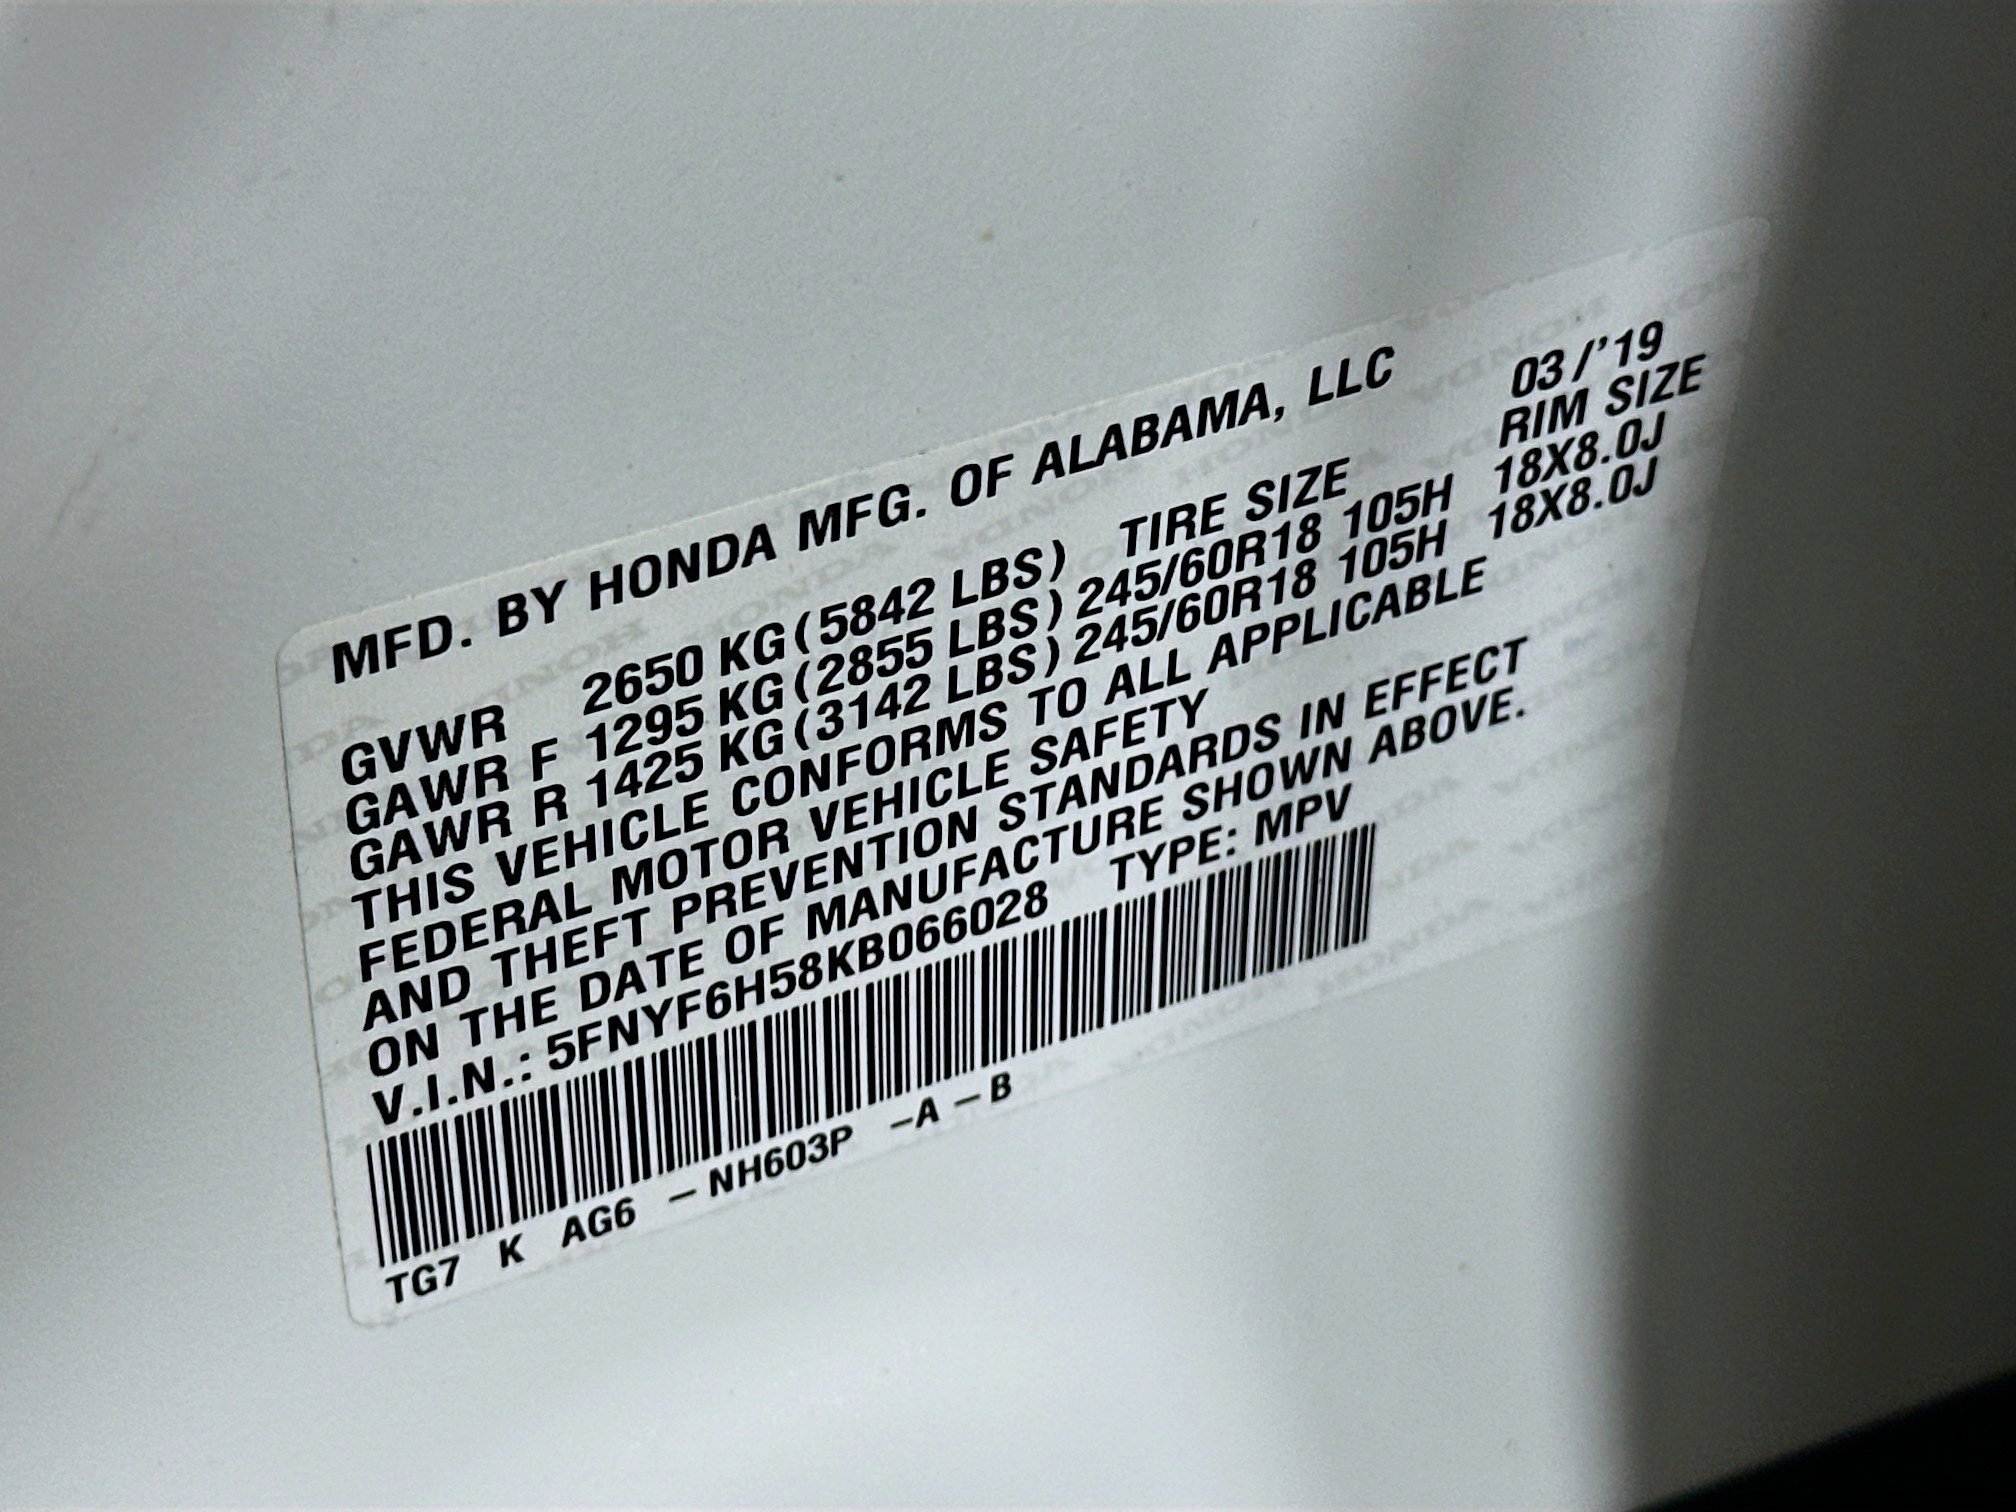 MFD. BY HONDA MFG. OF ALABAMA, LLC 03/'19
GVWR 2650 KG(5842 LBS) TIRE SIZE RIM SIZE
GAWR F 1295 KG(2855 LBS) 245/60R18 105H 18X8.0J
GAWR R 1425 KG(3142 LBS) 245/60R18 105H 18X8.0J
THIS VEHICLE CONFORMS TO ALL APPLICABLE
FEDERAL MOTOR VEHICLE SAFETY
AND THEFT PREVENTION STANDARDS IN EFFECT
ON THE DATE OF MANUFACTURE SHOWN ABOVE.
V.I.N.: 5FNYF6H58KB066028 TYPE: MPV
TG7 K AG6 – NH603P –A – B